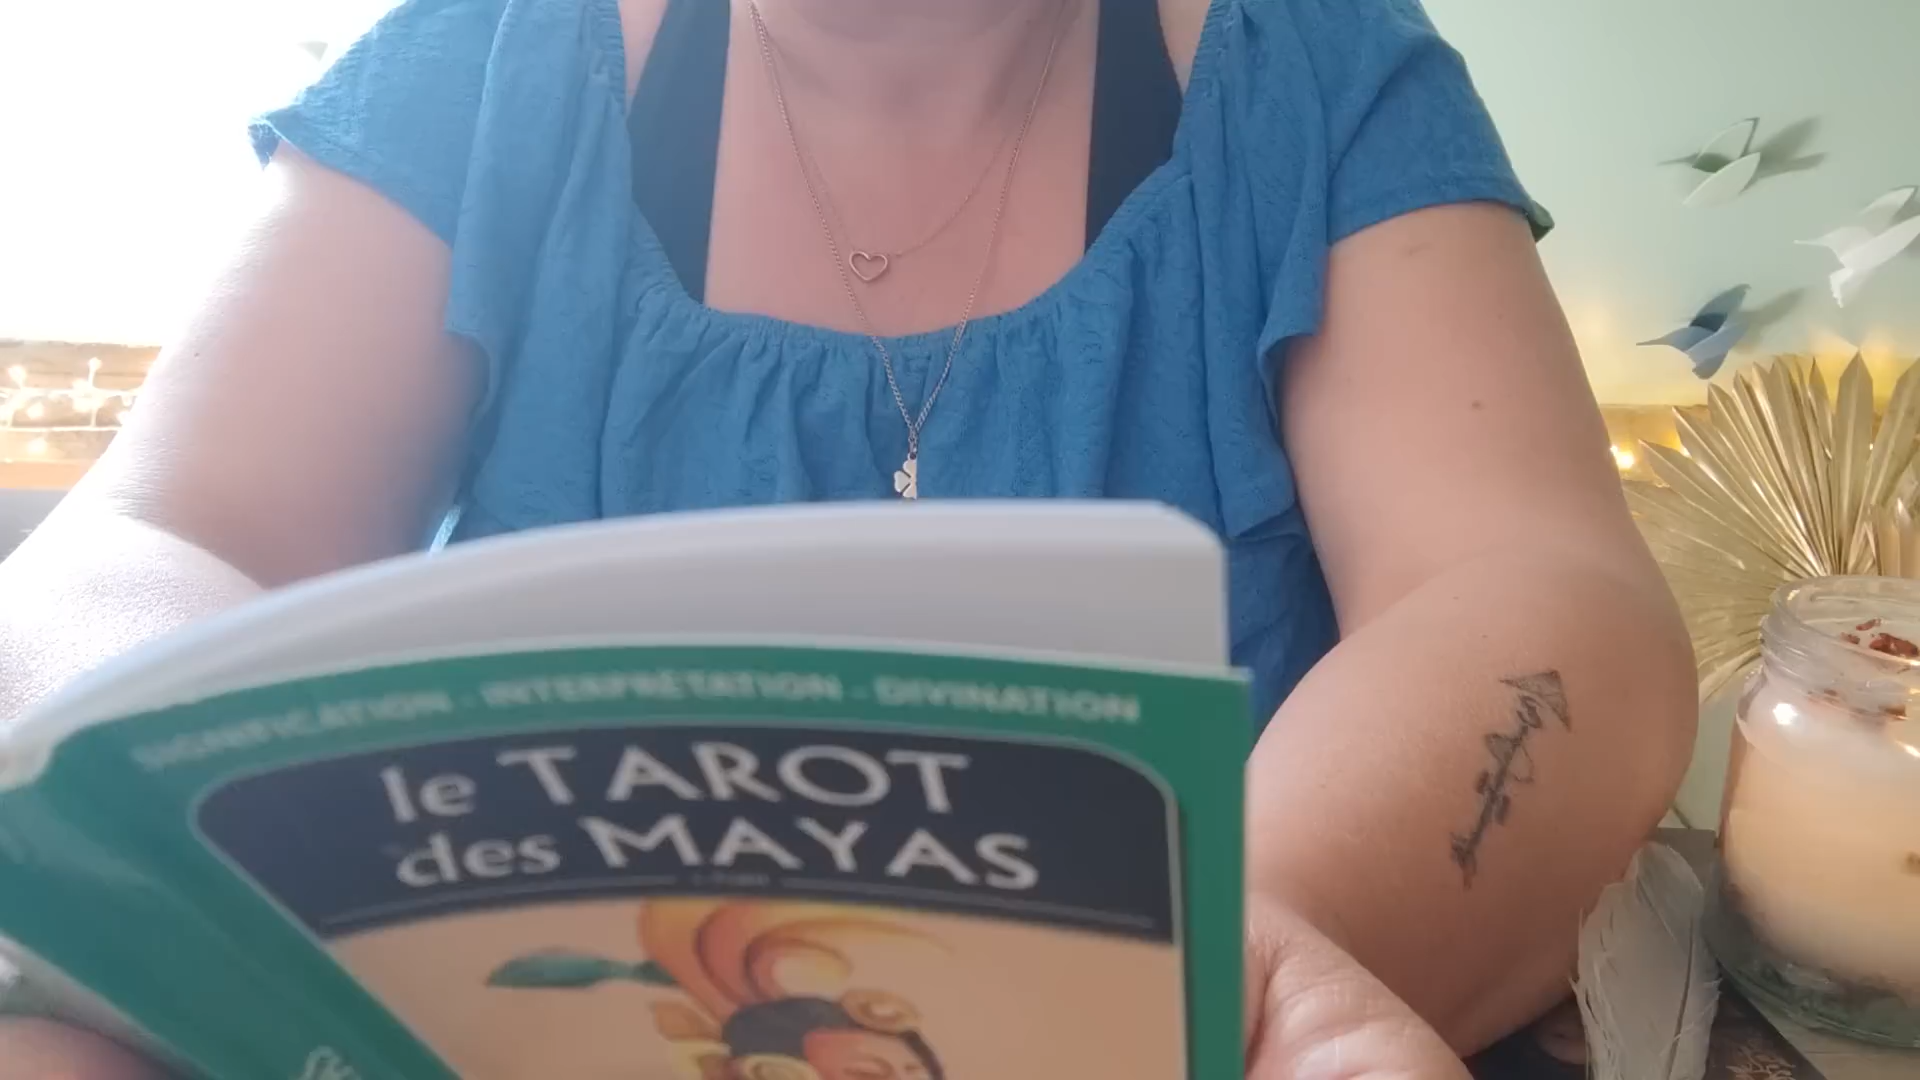 SIGNIFICATION - INTERPRÉTATION - DIVINATION
le TAROT
des MAYAS